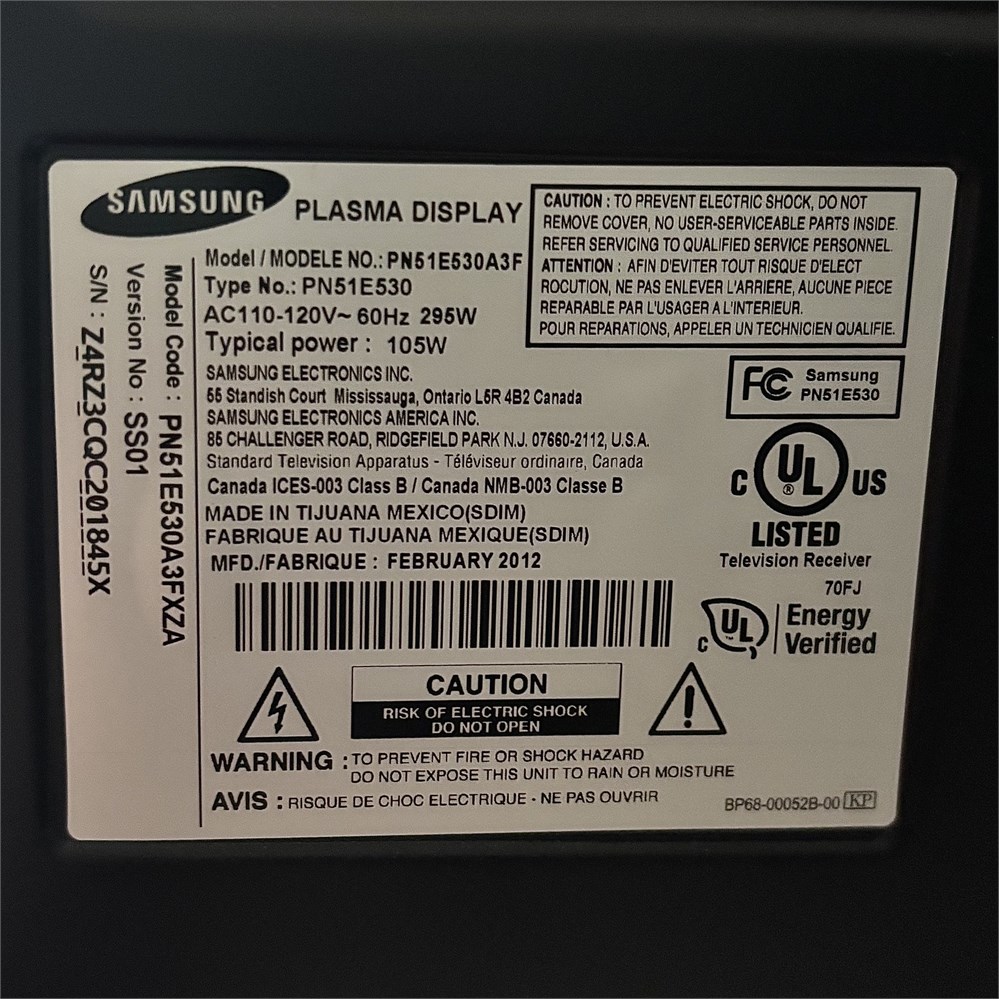 SAMSUNG
PLASMA DISPLAY
Model / MODELE NO.: PN51E530A3F
Type No.: PN51E530
AC110-120V~ 60Hz 295W
Typical power : 105W
SAMSUNG ELECTRONICS INC.
55 Standish Court Mississauga, Ontario L5R 4B2 Canada
SAMSUNG ELECTRONICS AMERICA INC.
85 CHALLENGER ROAD, RIDGEFIELD PARK N.J. 07660-2112, U.S.A.
Standard Television Apparatus - Téléviseur ordinaire, Canada
Canada ICES-003 Class B / Canada NMB-003 Classe B
MADE IN TIJUANA MEXICO(SDIM)
FABRIQUE AU TIJUANA MEXIQUE(SDIM)
MFD./FABRIQUE : FEBRUARY 2012
CAUTION : TO PREVENT ELECTRIC SHOCK, DO NOT
REMOVE COVER, NO USER-SERVICEABLE PARTS INSIDE.
REFER SERVICING TO QUALIFIED SERVICE PERSONNEL.
ATTENTION : AFIN D'EVITER TOUT RISQUE D'ELECT
ROCUTION, NE PAS ENLEVER L'ARRIERE, AUCUNE PIECE
REPARABLE PAR L'USAGER A L'INTERIEUR.
POUR REPARATIONS, APPELER UN TECHNICIEN QUALIFIE.
FC Samsung
PN51E530
C UL ® US
LISTED
Television Receiver
70FJ
C UL Energy
Verified
Model Code : PN51E530A3FXZA
Version No : SS01
S/N : Z4RZ3CQC201845X
CAUTION
RISK OF ELECTRIC SHOCK
DO NOT OPEN
WARNING : TO PREVENT FIRE OR SHOCK HAZARD
DO NOT EXPOSE THIS UNIT TO RAIN OR MOISTURE
AVIS : RISQUE DE CHOC ELECTRIQUE - NE PAS OUVRIR
BP68-00052B-00 KP